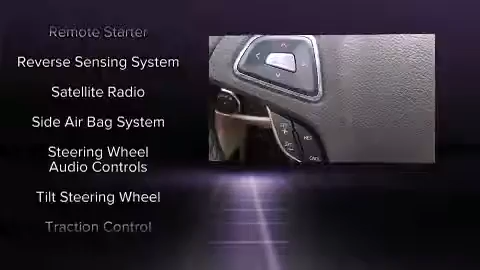 Remote Starter
Reverse Sensing System
Satellite Radio
Side Air Bag System
Steering Wheel
Audio Controls
Tilt Steering Wheel
Traction Control